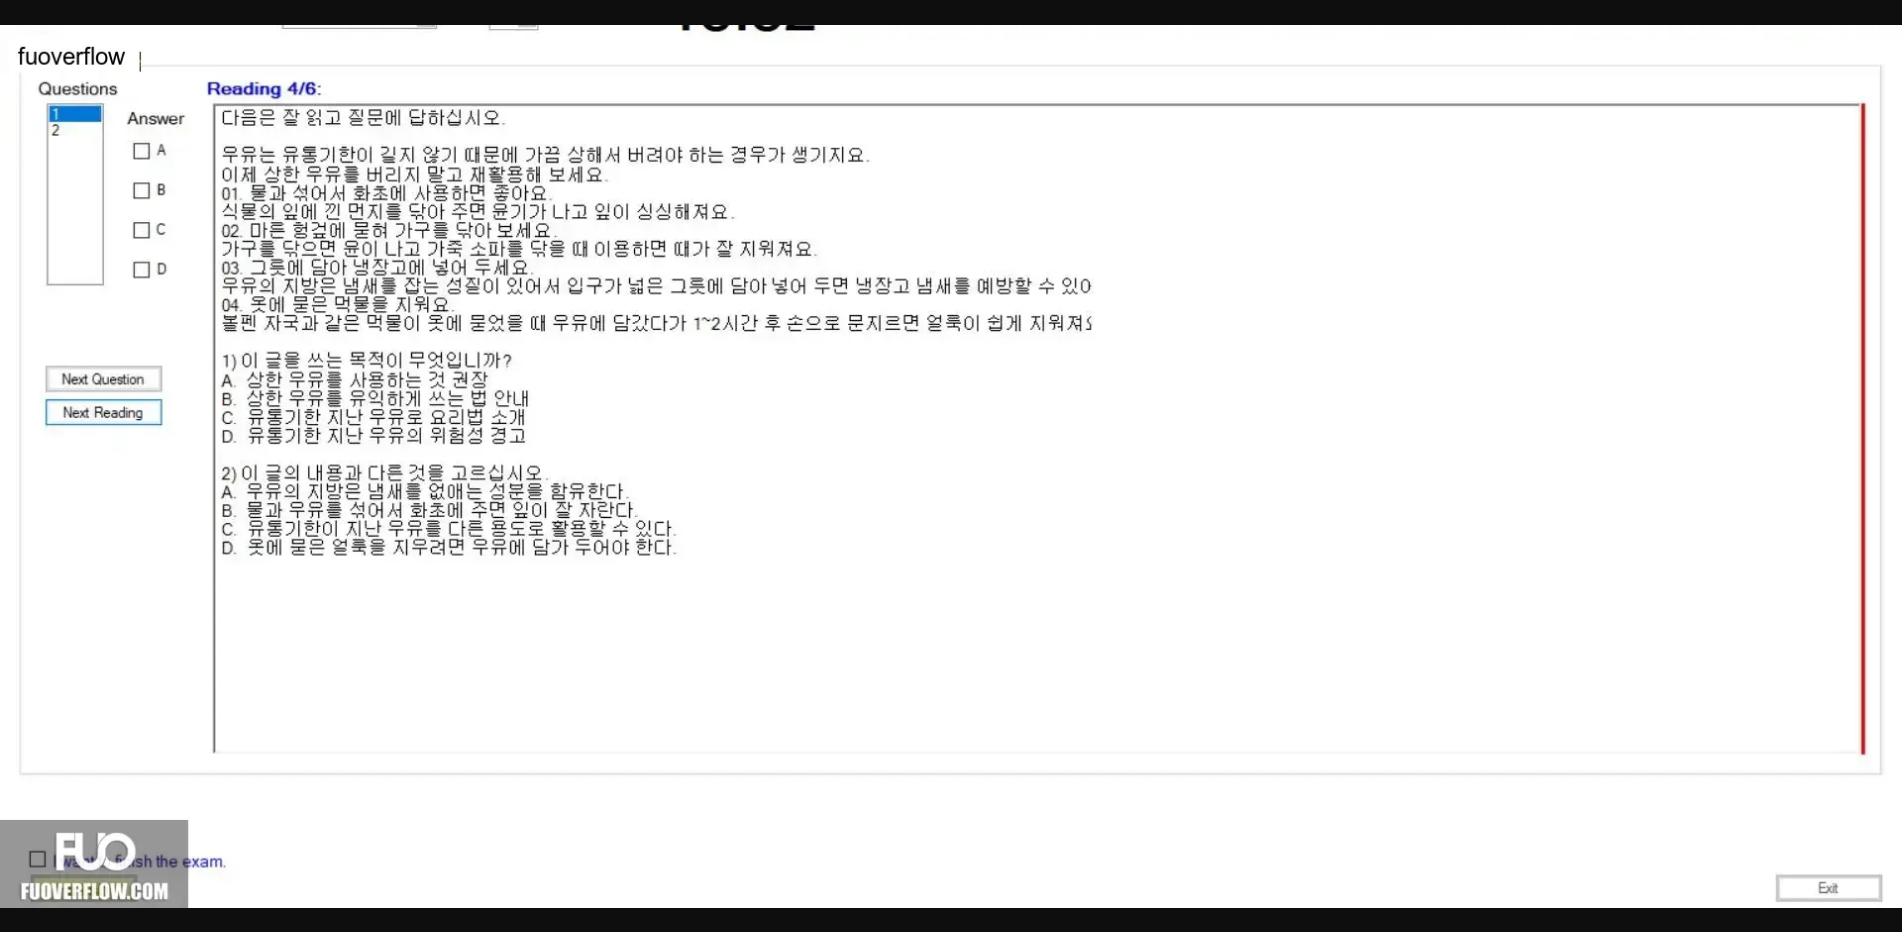 fuoverflow
Questions
Reading 4/6:
1
2
Answer
A
B
C
D
Next Question
Next Reading
다음은 잘 읽고 질문에 답하십시오.
우유는 유통기한이 길지 않기 때문에 가끔 상해서 버려야 하는 경우가 생기지요.
이제 상한 우유를 버리지 말고 재활용해 보세요.
01. 물과 섞어서 화초에 사용하면 좋아요.
식물의 잎에 낀 먼지를 닦아 주면 윤기가 나고 잎이 싱싱해져요.
02. 마른 헝겊에 묻혀 가구를 닦아 보세요.
가구를 닦으면 윤이 나고 가죽 소파를 닦을 때 이용하면 때가 잘 지워져요.
03. 그릇에 담아 냉장고에 넣어 두세요.
우유의 지방은 냄새를 잡는 성질이 있어서 입구가 넓은 그릇에 담아 넣어 두면 냉장고 냄새를 예방할 수 있어
04. 옷에 묻은 먹물을 지워요.
볼펜 자국과 같은 먹물이 옷에 묻었을 때 우유에 담갔다가 1~2시간 후 손으로 문지르면 얼룩이 쉽게
1) 이 글을 쓰는 목적이 무엇입니까?
A. 상한 우유를 사용하는 것 권장
B. 상한 우유를 유익하게 쓰는 법 안내
C. 유통기한 지난 우유로 요리법 소개
D. 유통기한 지난 우유의 위험성 경고
2) 이 글의 내용과 다른 것을 고르십시오.
A. 우유의 지방은 냄새를 없애는 성분을 함유한다.
B. 물과 우유를 섞어서 화초에 주면 잎이 잘 자란다.
C. 유통기한이 지난 우유를 다른 용도로 활용할 수 있다.
D. 옷에 묻은 얼룩을 지우려면 우유에 담가 두어야 한다.
FUO
the exam.
FUOVERFLOW.COM
Exit